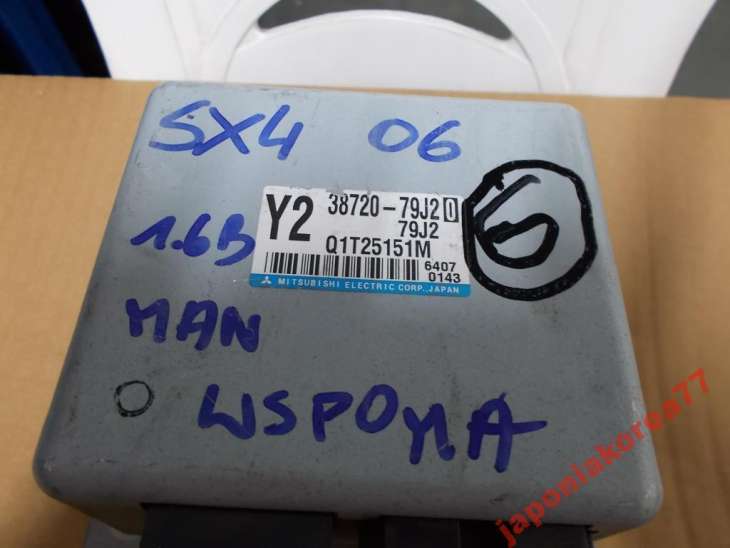 SX4 06
Y2 38720-79J20
79J2
Q1T25151M
6407
0143
MITSUBISHI ELECTRIC CORP., JAPAN
6
1.6B
MAN
WSPOMA
japoniakorea77